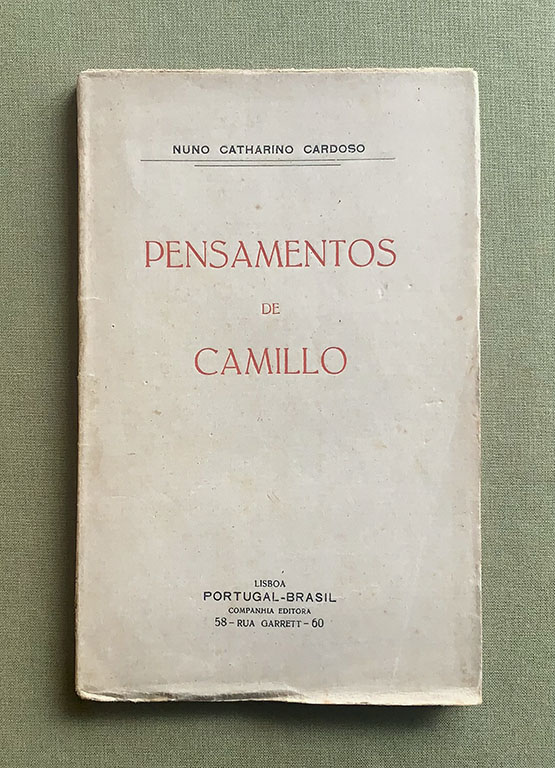 NUNO CATHARINO CARDOSO
PENSAMENTOS
DE
CAMILLO
LISBOA
PORTUGAL-BRASIL
COMPANHIA EDITORA
58 – RUA GARRETT – 60